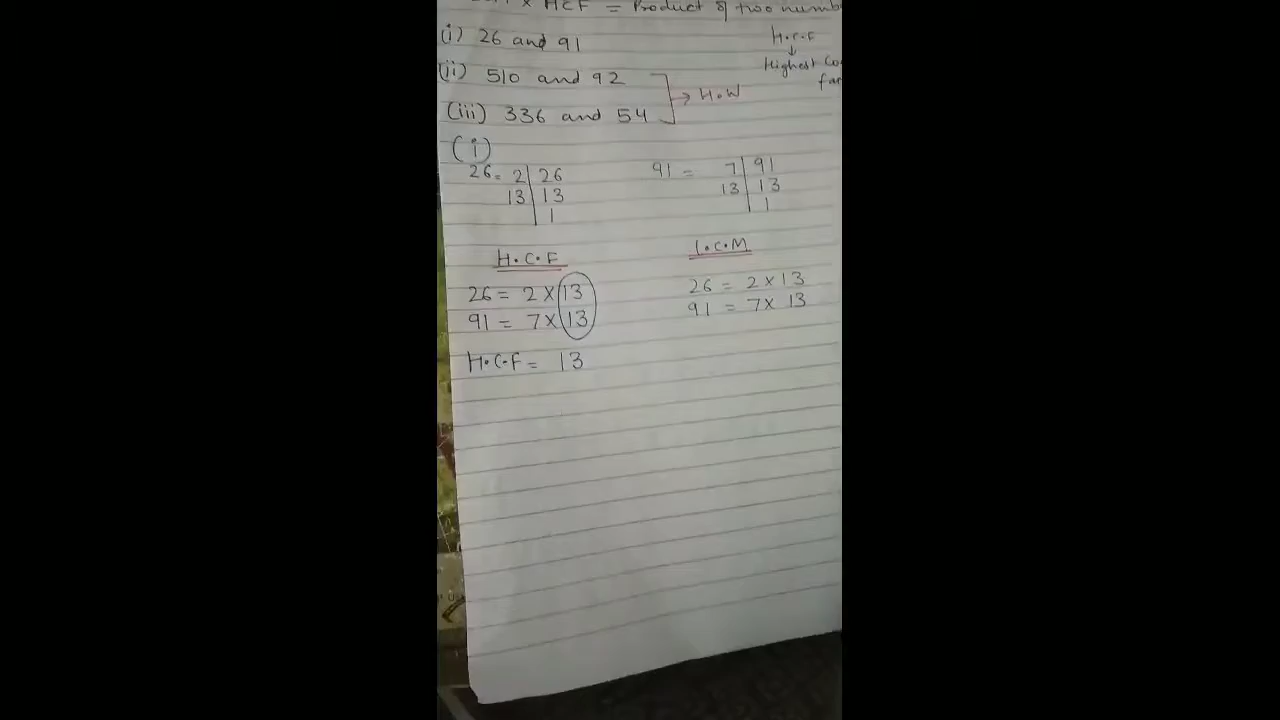 × HCF = Product of two
(i) 26 and 91
H.C.F
↓
Highest
(ii) 510 and 92
→ H.W
(iii) 336 and 54
(i)
26 = 2 | 26
13 | 13
1
91 = 7 | 91
13 | 13
1
H.C.F
26 = 2 × 13
91 = 7 × 13
H.C.F = 13
L.C.M
26 = 2 × 13
91 = 7 × 13